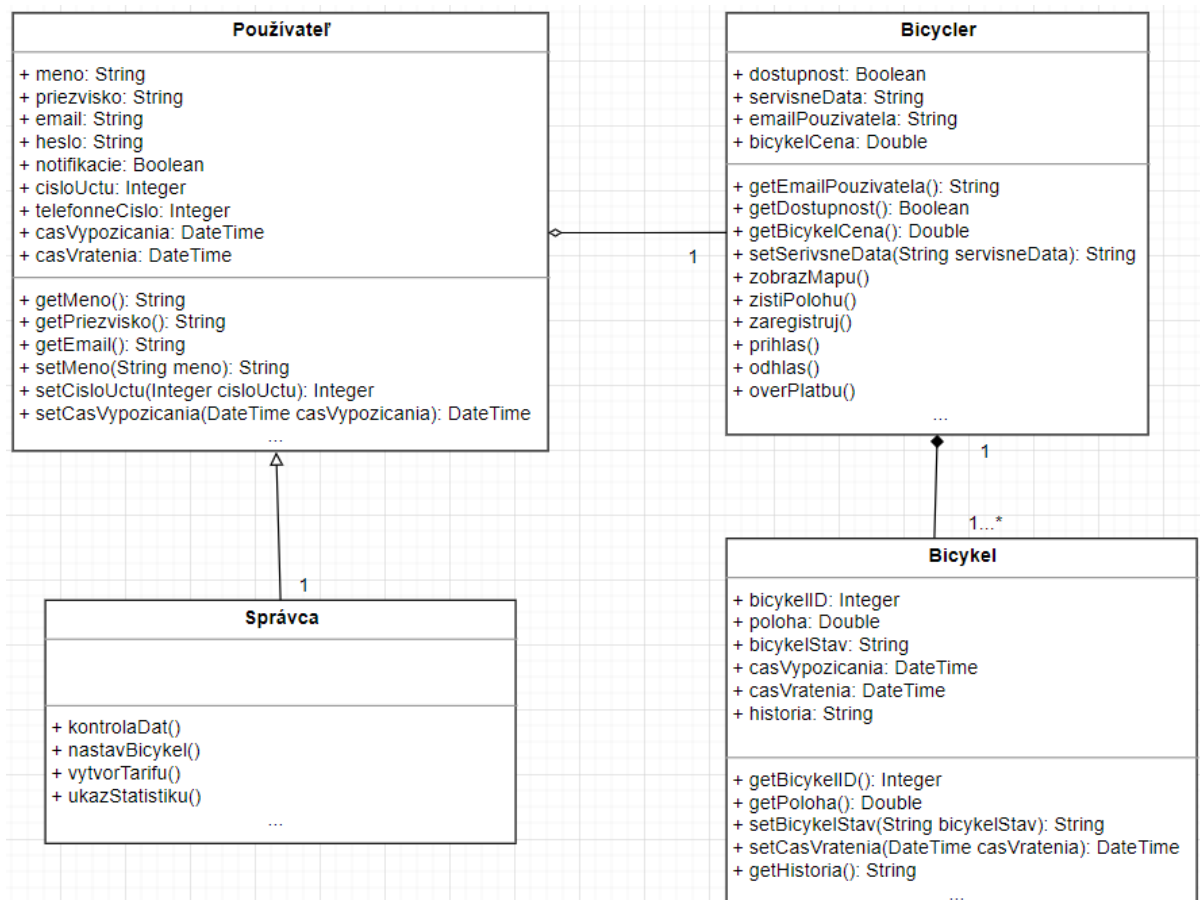 Používateľ
+ meno: String
+ priezvisko: String
+ email: String
+ heslo: String
+ notifikacie: Boolean
+ cisloUctu: Integer
+ telefonneCislo: Integer
+ casVypozicania: DateTime
+ casVratenia: DateTime
+ getMeno(): String
+ getPriezvisko(): String
+ getEmail(): String
+ setMeno(String meno): String
+ setCisloUctu(Integer cisloUctu): Integer
+ setCasVypozicania(DateTime casVypozicania): DateTime
...
Bicycler
+ dostupnost: Boolean
+ servisneData: String
+ emailPouzivatela: String
+ bicykelCena: Double
+ getEmailPouzivatela(): String
+ getDostupnost(): Boolean
+ getBicykelCena(): Double
+ setSerivsneData(String servisneData): String
+ zobrazMapu()
+ zistiPolohu()
+ zaregistruj()
+ prihlas()
+ odhlas()
+ overPlatbu()
...
1
1
1...*
1
Správca
+ kontrolaDat()
+ nastavBicykel()
+ vytvorTarifu()
+ ukazStatistiku()
...
Bicykel
+ bicykelID: Integer
+ poloha: Double
+ bicykelStav: String
+ casVypozicania: DateTime
+ casVratenia: DateTime
+ historia: String
+ getBicykelID(): Integer
+ getPoloha(): Double
+ setBicykelStav(String bicykelStav): String
+ setCasVratenia(DateTime casVratenia): DateTime
+ getHistoria(): String
...